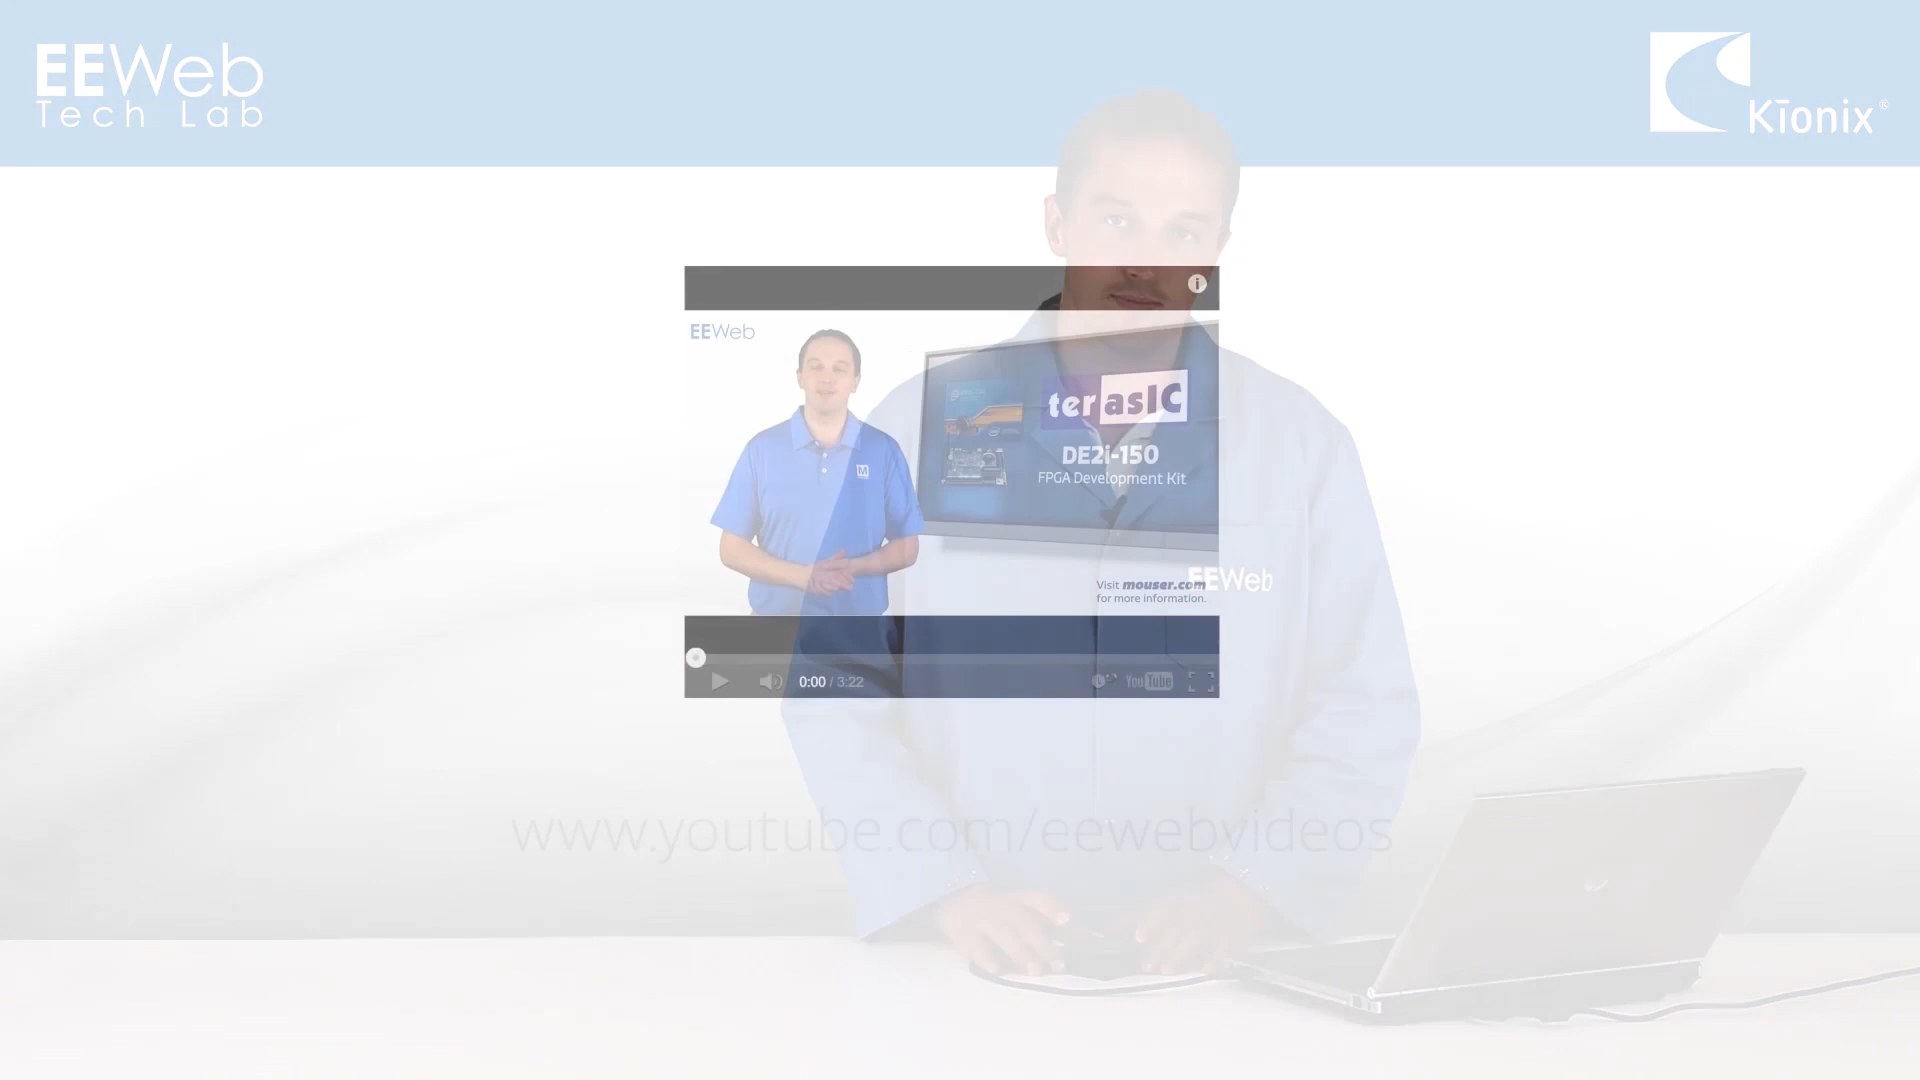 EEWeb
Tech Lab
Kionix®
EEWeb
terasIC
DE2i-150
FPGA Development Kit
Visit mouser.com
for more information.
EEWeb
0:00 / 3:22
YouTube
www.youtube.com/eewebvideos